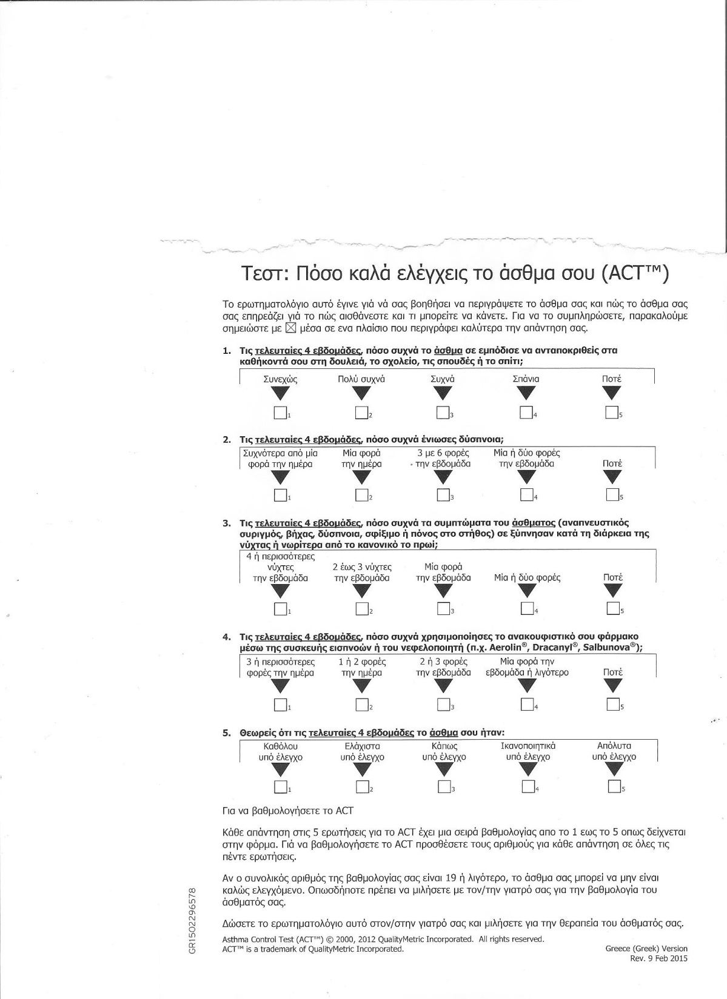 Τεστ: Πόσο καλά ελέγχεις το άσθμα σου (ACT™)
Το ερωτηματολόγιο αυτό έγινε γιά νά σας βοηθήσει να περιγράψετε το άσθμα σας και πώς το άσθμα σας
σας επηρεάζει γιά το πώς αισθάνεστε και τι μπορείτε να κάνετε. Για να το συμπληρώσετε, παρακαλούμε
σημειώστε με ☒ μέσα σε ενα πλαίσιο που περιγράφει καλύτερα την απάντηση σας.
1. Τις τελευταίες 4 εβδομάδες, πόσο συχνά το άσθμα σε εμπόδισε να ανταποκριθείς στα
καθήκοντά σου στη δουλειά, το σχολείο, τις σπουδές ή το σπίτι;
Συνεχώς Πολύ συχνά Συχνά Σπάνια Ποτέ
☐1 ☐2 ☐3 ☐4 ☐5
2. Τις τελευταίες 4 εβδομάδες, πόσο συχνά ένιωσες δύσπνοια;
Συχνότερα από μία Μία φορά 3 με 6 φορές Μία ή δύο φορές
φορά την ημέρα την ημέρα την εβδομάδα την εβδομάδα Ποτέ
☐1 ☐2 ☐3 ☐4 ☐5
3. Τις τελευταίες 4 εβδομάδες, πόσο συχνά τα συμπτώματα του άσθματος (αναπνευστικός
συριγμός, βήχας, δύσπνοια, σφίξιμο ή πόνος στο στήθος) σε ξύπνησαν κατά τη διάρκεια της
νύχτας ή νωρίτερα από το κανονικό το πρωί;
4 ή περισσότερες
νύχτες 2 έως 3 νύχτες Μία φορά
την εβδομάδα την εβδομάδα την εβδομάδα Μία ή δύο φορές Ποτέ
☐1 ☐2 ☐3 ☐4 ☐5
4. Τις τελευταίες 4 εβδομάδες, πόσο συχνά χρησιμοποίησες το ανακουφιστικό σου φάρμακο
μέσω της συσκευής εισπνοών ή του νεφελοποιητή (π.χ. Aerolin®, Dracanyl®, Salbunova®);
3 ή περισσότερες 1 ή 2 φορές 2 ή 3 φορές Μία φορά την
φορές την ημέρα την ημέρα την εβδομάδα εβδομάδα ή λιγότερο Ποτέ
☐1 ☐2 ☐3 ☐4 ☐5
5. Θεωρείς ότι τις τελευταίες 4 εβδομάδες το άσθμα σου ήταν:
Καθόλου Ελάχιστα Κάπως Ικανοποιητικά Απόλυτα
υπό έλεγχο υπό έλεγχο υπό έλεγχο υπό έλεγχο υπό έλεγχο
☐1 ☐2 ☐3 ☐4 ☐5
Για να βαθμολογήσετε το ACT
Κάθε απάντηση στις 5 ερωτήσεις για το ACT έχει μια σειρά βαθμολογίας απο το 1 εως το 5 οπως δείχνεται
στην φόρμα. Γιά να βαθμολογήσετε το ACT προσθέσετε τους αριθμούς για κάθε απάντηση σε όλες τις
πέντε ερωτήσεις.
Αν ο συνολικός αριθμός της βαθμολογίας σας είναι 19 ή λιγότερο, το άσθμα σας μπορεί να μην είναι
καλώς ελεγχόμενο. Οπωσδήποτε πρέπει να μιλήσετε με τον/την γιατρό σας για την βαθμολογία του
άσθματός σας.
Δώσετε το ερωτηματολόγιο αυτό στον/στην γιατρό σας και μιλήσετε για την θεραπεία του άσθματός σας.
Asthma Control Test (ACT™) © 2000, 2012 QualityMetric Incorporated. All rights reserved.
ACT™ is a trademark of QualityMetric Incorporated.
Greece (Greek) Version
Rev. 9 Feb 2015
GR1502296578